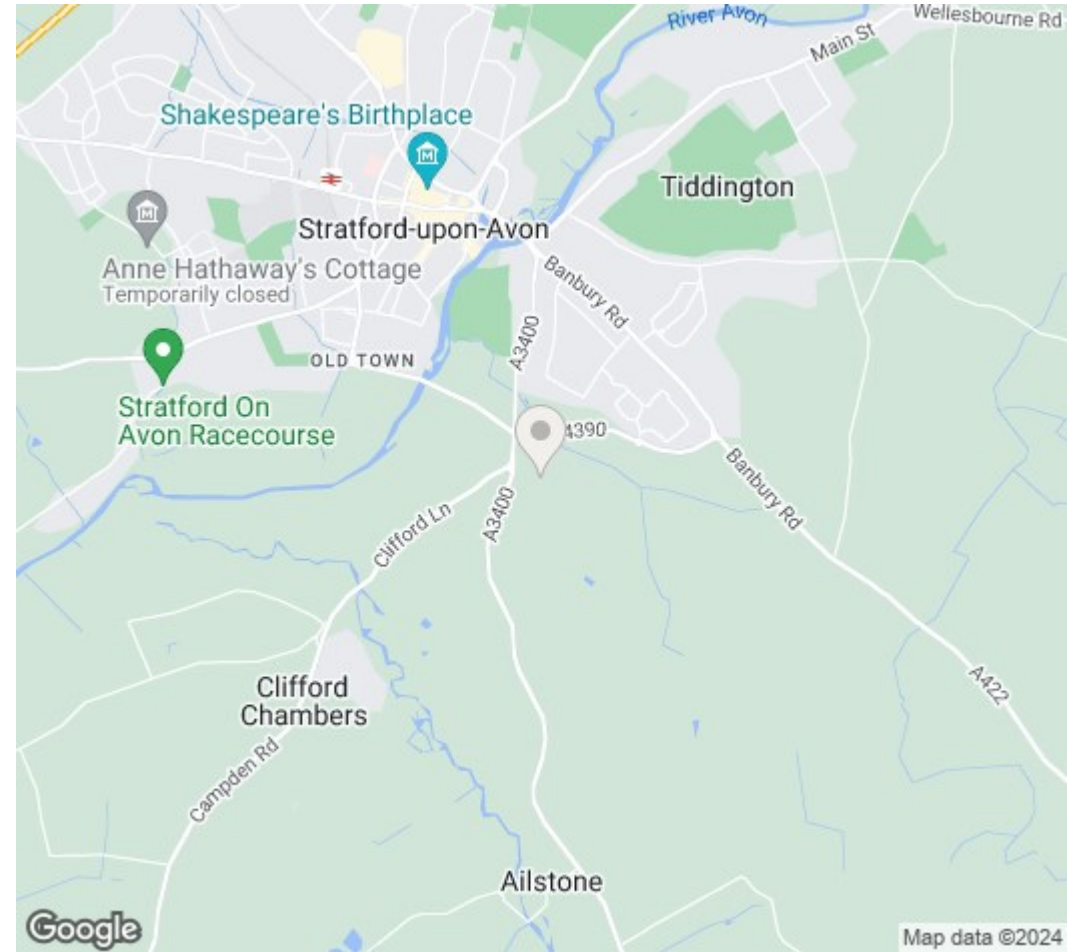 River Avon
Wellesbourne Rd
Main St
Shakespeare's Birthplace
Tiddington
Stratford-upon-Avon
Anne Hathaway's Cottage
Temporarily closed
Banbury Rd
A3400
OLD TOWN
Stratford On
Avon Racecourse
4390
Banbury Rd
A3400
Clifford Ln
Clifford
Chambers
A422
Campden Rd
Ailstone
Google
Map data ©2024